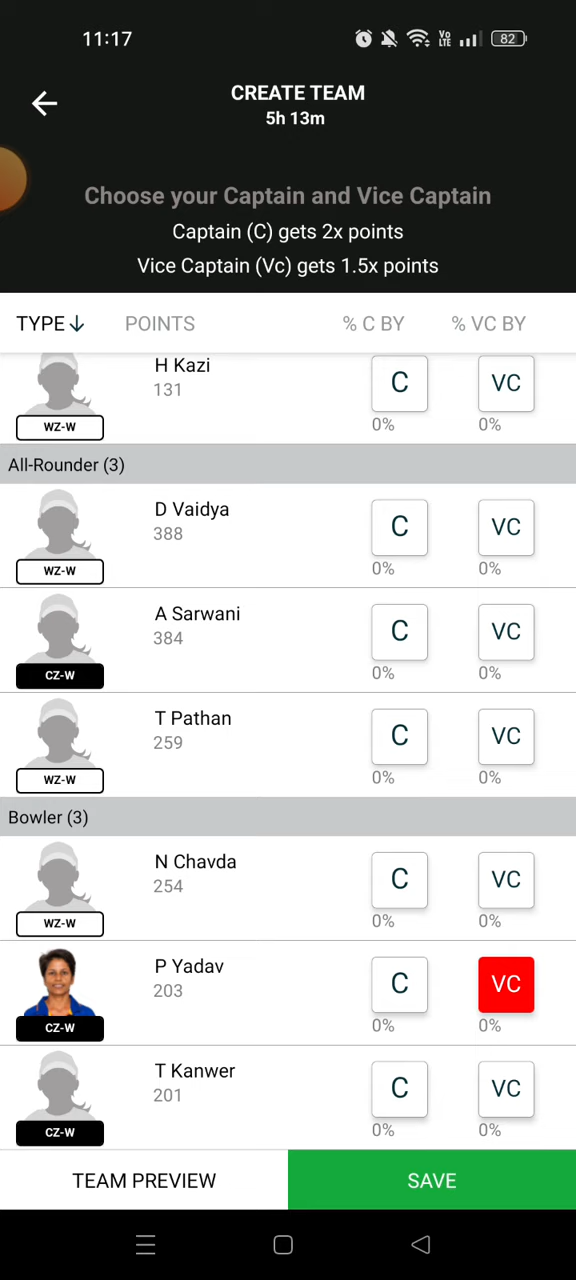 11:17
Vo LTE
82
CREATE TEAM
5h 13m
Choose your Captain and Vice Captain
Captain (C) gets 2x points
Vice Captain (Vc) gets 1.5x points
TYPE POINTS % C BY % VC BY
H Kazi
131
C VC
WZ-W
0% 0%
All-Rounder (3)
D Vaidya
388
C VC
WZ-W
0% 0%
A Sarwani
384
C VC
CZ-W
0% 0%
T Pathan
259
C VC
WZ-W
0% 0%
Bowler (3)
N Chavda
254
C VC
WZ-W
0% 0%
P Yadav
203
C VC
CZ-W
0% 0%
T Kanwer
201
C VC
CZ-W
0% 0%
TEAM PREVIEW SAVE